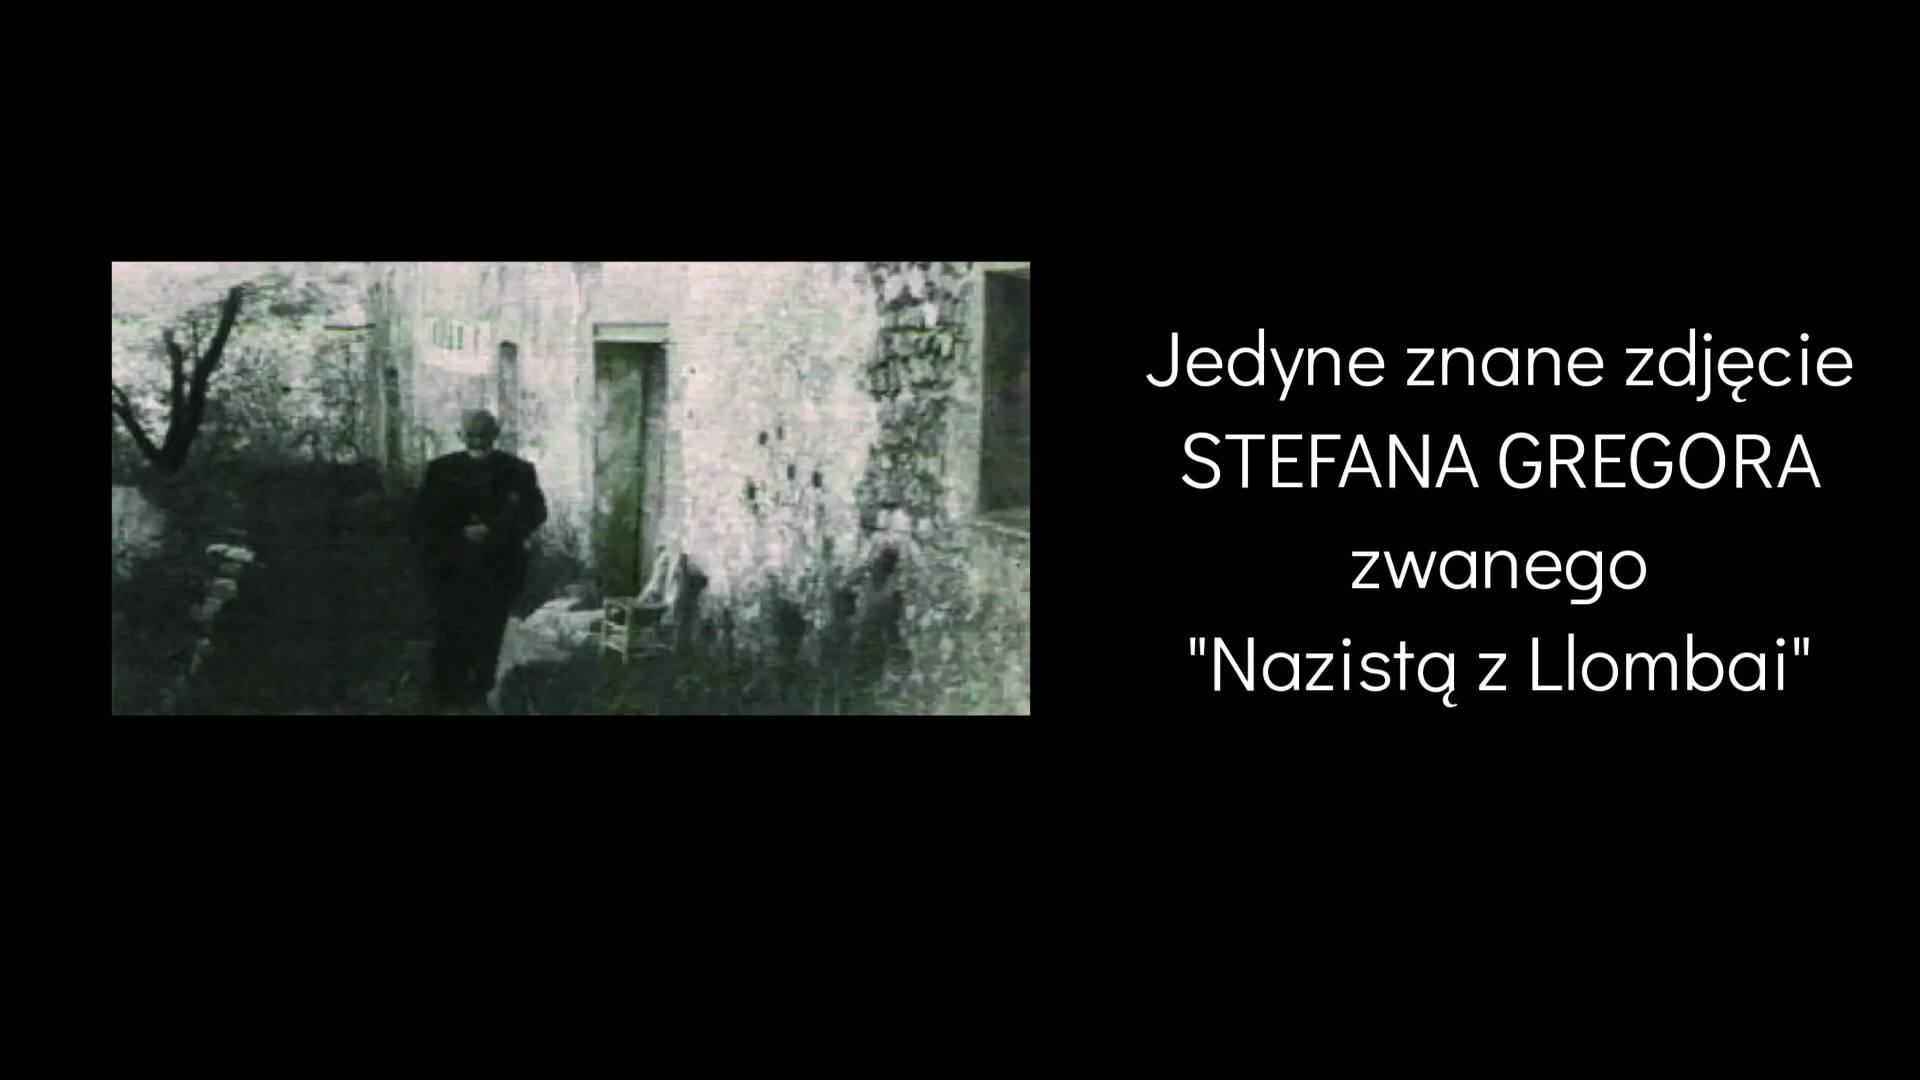 Jedyne znane zdjęcie
STEFANA GREGORA
zwanego
"Nazistą z Llombai"